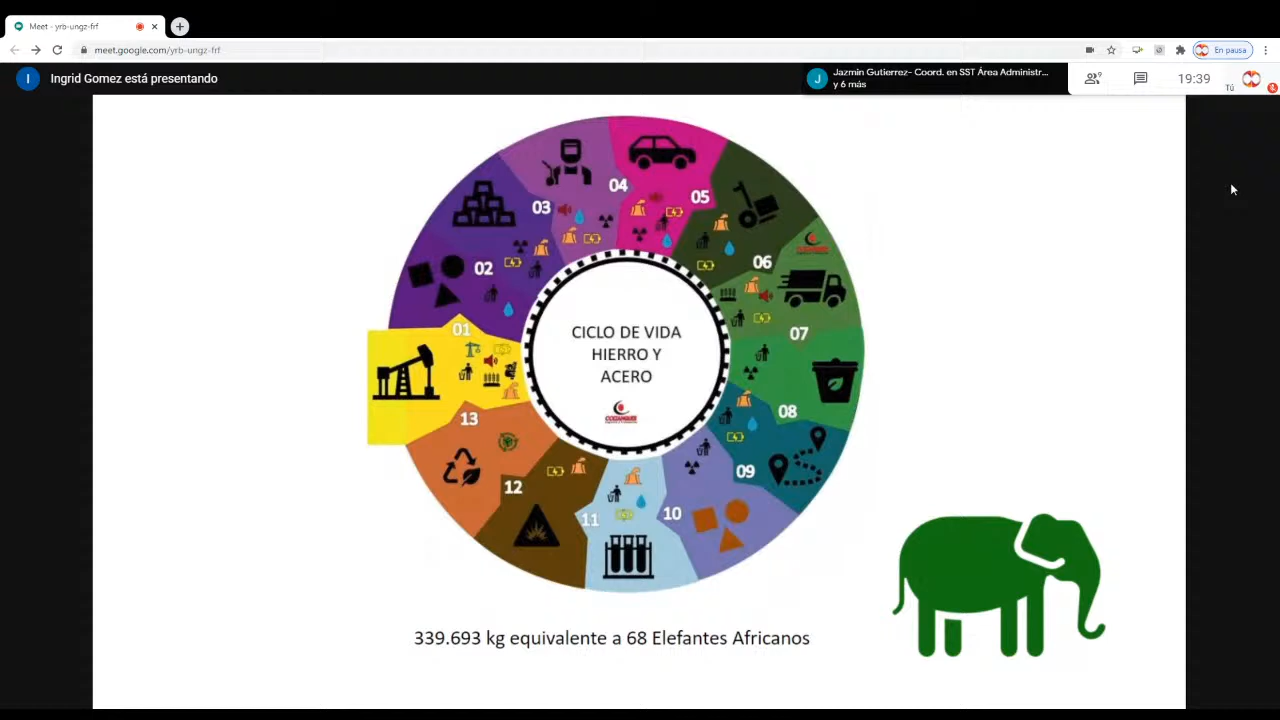 Meet - yrb-ungz-frf
meet.google.com/yrb-ungz-frf
En pausa
I
Ingrid Gomez está presentando
J
Jazmin Gutierrez- Coord. en SST Área Administr...
y 6 más
9
19:39
Tú
04
05
03
06
02
CICLO DE VIDA
HIERRO Y
ACERO
01
07
08
13
09
12
10
11
339.693 kg equivalente a 68 Elefantes Africanos